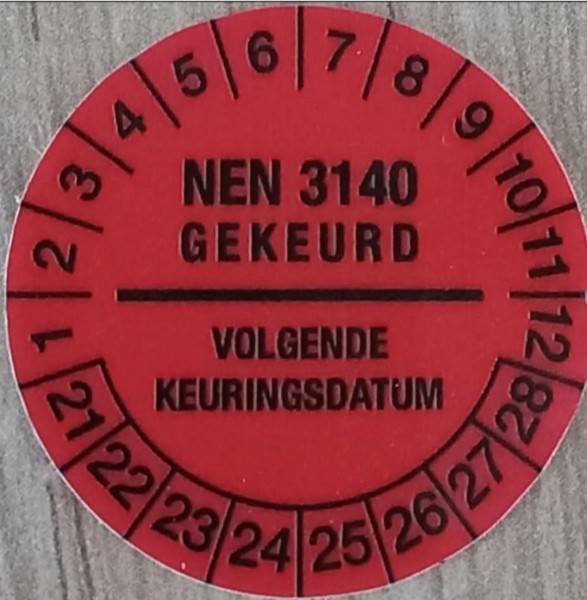 1 2 3 4 5 6 7 8 9 10 11 12
NEN 3140
GEKEURD
VOLGENDE
KEURINGSDATUM
21 22 23 24 25 26 27 28